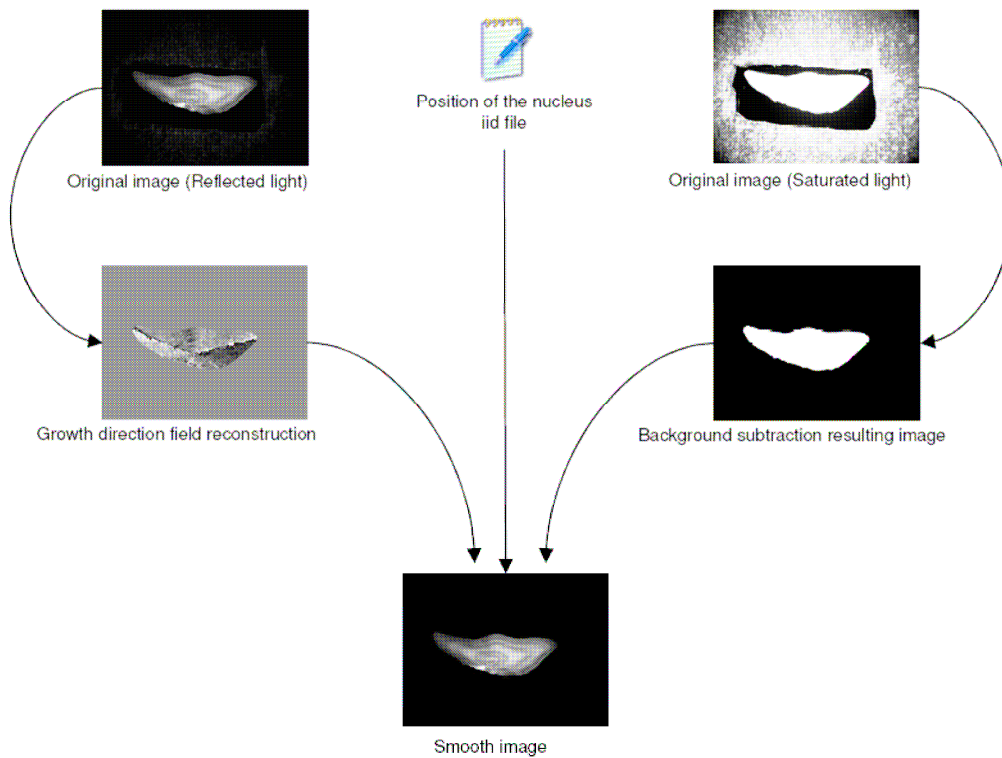 Position of the nucleus
iid file
Original image (Reflected light)
Original image (Saturated light)
Growth direction field reconstruction
Background subtraction resulting image
Smooth image